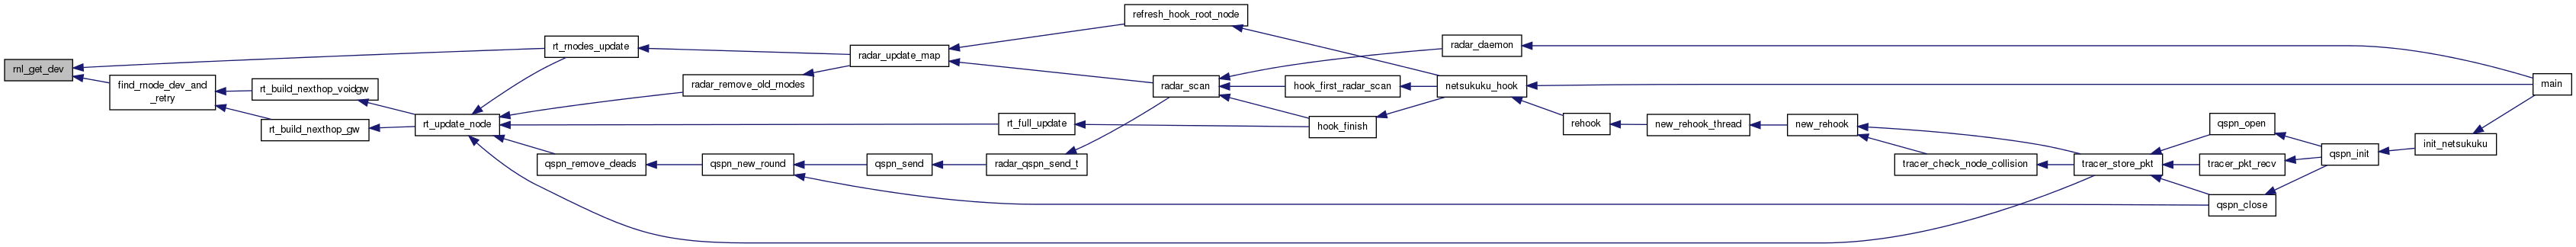 rnl_get_dev
find_rnode_dev_and
_retry
rt_build_nexthop_voidgw
rt_build_nexthop_gw
rt_update_node
rt_rnodes_update
radar_remove_old_rnodes
qspn_remove_deads
qspn_new_round
radar_update_map
qspn_send
rt_full_update
radar_qspn_send_t
refresh_hook_root_node
radar_scan
hook_first_radar_scan
hook_finish
radar_daemon
netsukuku_hook
rehook
new_rehook_thread
new_rehook
tracer_check_node_collision
tracer_store_pkt
qspn_open
tracer_pkt_recv
qspn_close
qspn_init
init_netsukuku
main